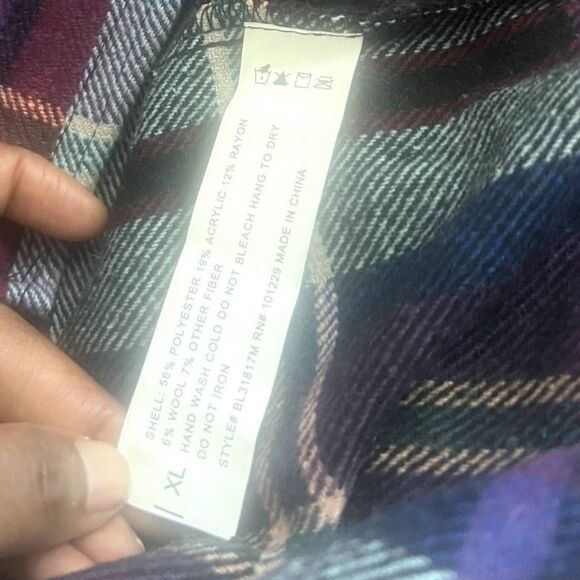 SHELL: 56% POLYESTER 19% ACRYLIC 12% RAYON
6% WOOL 7% OTHER FIBER
HAND WASH COLD DO NOT BLEACH HANG TO DRY
DO NOT IRON
STYLE# BL31817M RN# 101229 MADE IN CHINA
XL